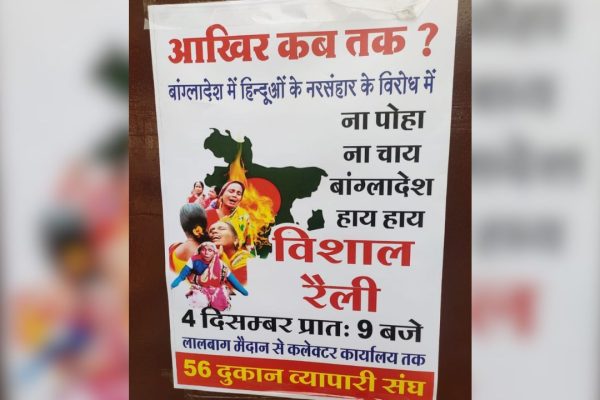 आखिर कब तक ?
बांग्लादेश में हिन्दूओं के नरसंहार के विरोध में
ना पोहा
ना चाय
बांग्लादेश
हाय हाय
विशाल
रैली
4 दिसम्बर प्रातः 9 बजे
लालबाग मैदान से कलेक्टर कार्यालय तक
56 दुकान व्यापारी संघ